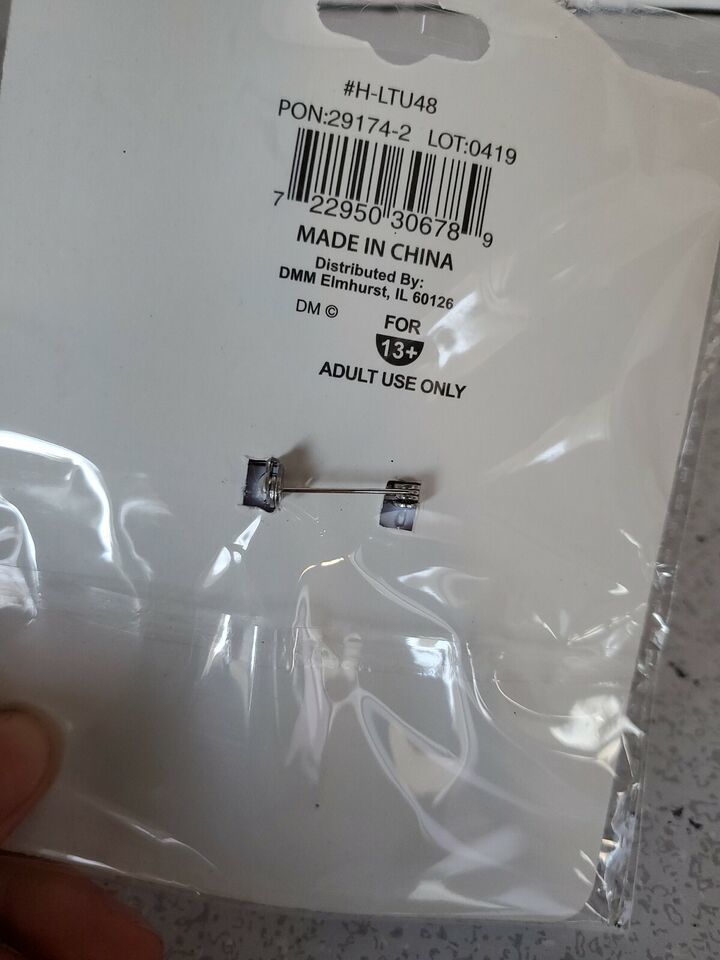 #H-LTU48
PON:29174-2 LOT:0419
7 22950 30678 9
MADE IN CHINA
Distributed By:
DMM Elmhurst, IL 60126
DM ©
FOR
13+
ADULT USE ONLY